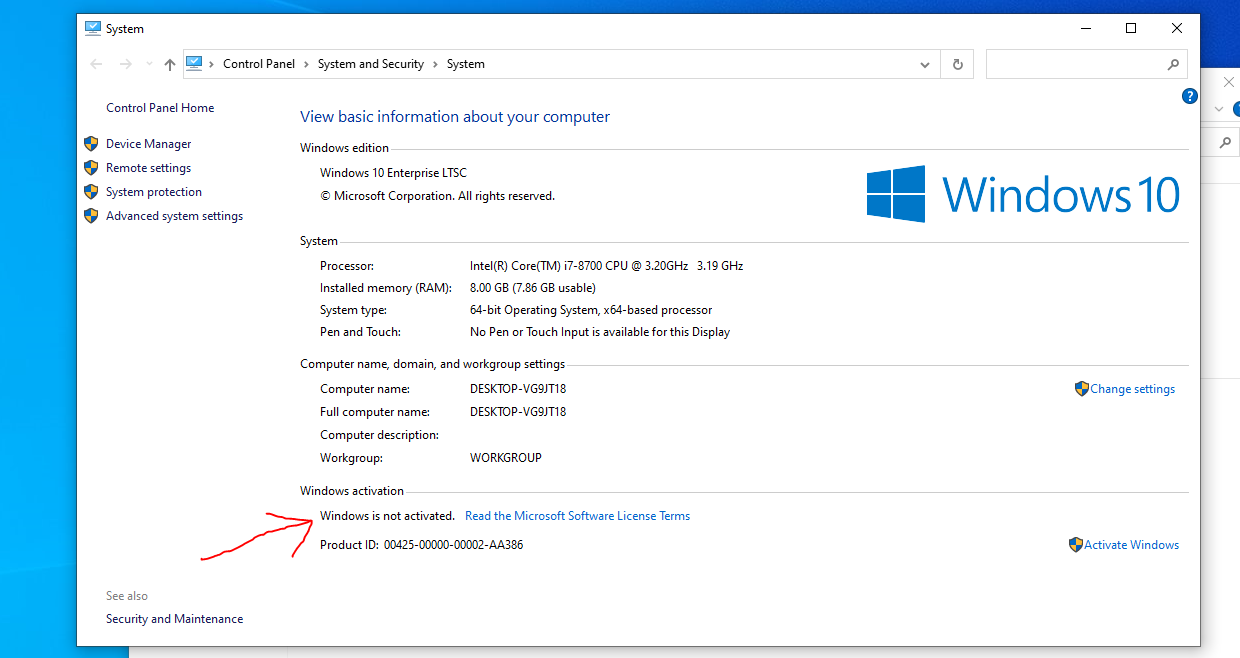 System
Control Panel > System and Security > System
Control Panel Home
Device Manager
Remote settings
System protection
Advanced system settings
See also
Security and Maintenance
View basic information about your computer
Windows edition
Windows 10 Enterprise LTSC
© Microsoft Corporation. All rights reserved.
Windows 10
System
Processor: Intel(R) Core(TM) i7-8700 CPU @ 3.20GHz 3.19 GHz
Installed memory (RAM): 8.00 GB (7.86 GB usable)
System type: 64-bit Operating System, x64-based processor
Pen and Touch: No Pen or Touch Input is available for this Display
Computer name, domain, and workgroup settings
Computer name: DESKTOP-VG9JT18
Change settings
Full computer name: DESKTOP-VG9JT18
Computer description:
Workgroup: WORKGROUP
Windows activation
Windows is not activated. Read the Microsoft Software License Terms
Product ID: 00425-00000-00002-AA386
Activate Windows